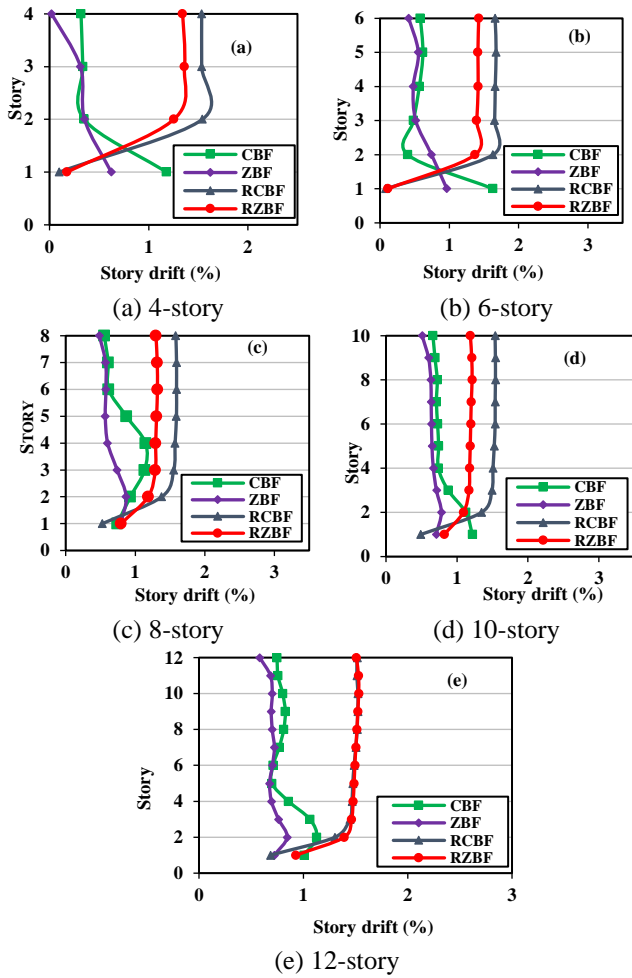 4
3
2
1
0
Story
(a)
CBF
ZBF
RCBF
RZBF
0 1 2
Story drift (%)
(a) 4-story
6
5
4
3
2
1
0
Story
(b)
CBF
ZBF
RCBF
RZBF
0 1 2 3
Story drift (%)
(b) 6-story
8
7
6
5
4
3
2
1
0
STORY
(c)
CBF
ZBF
RCBF
RZBF
0 1 2 3
Story drift (%)
(c) 8-story
10
8
6
4
2
0
Story
(d)
CBF
ZBF
RCBF
RZBF
0 1 2 3
Story drift (%)
(d) 10-story
12
10
8
6
4
2
0
Story
(e)
CBF
ZBF
RCBF
RZBF
0 1 2 3
Story drift (%)
(e) 12-story